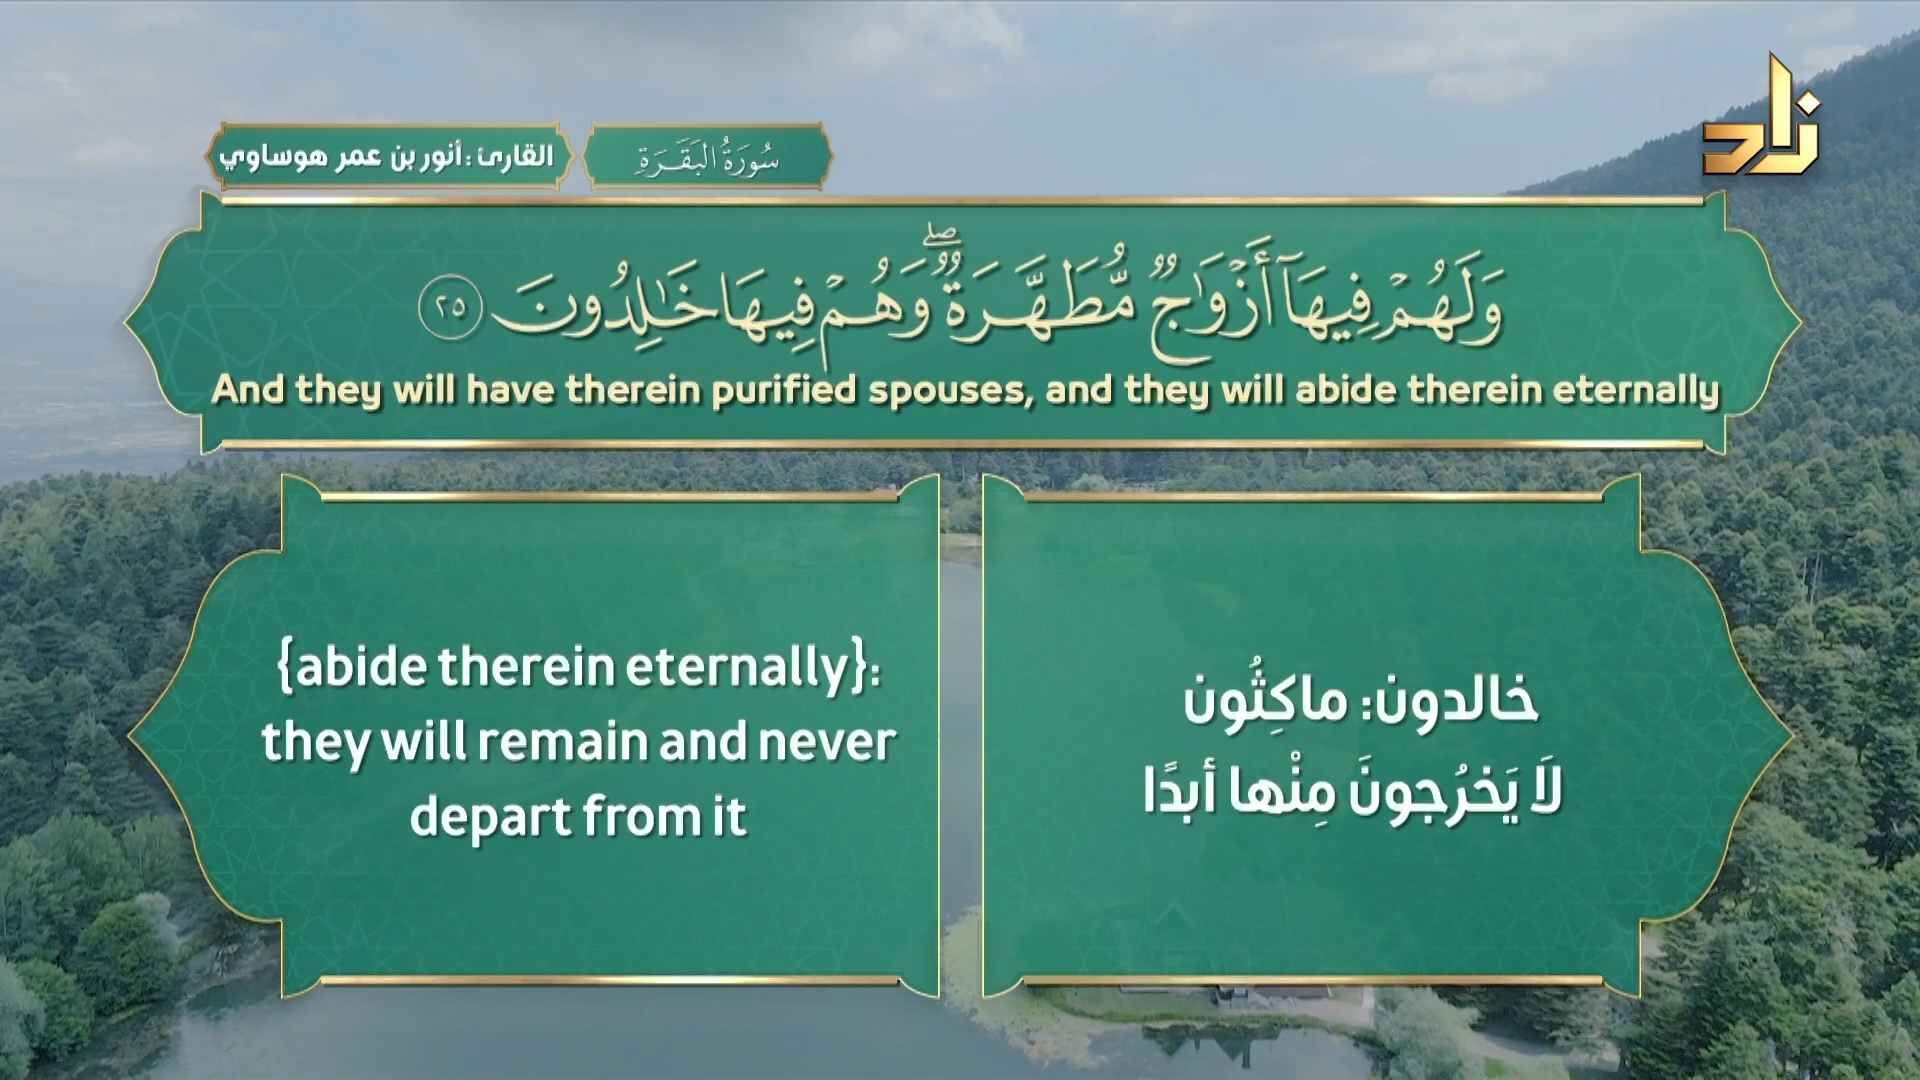 زاد
سُورَةُ البَقَرَةِ
القارئ : أنور بن عمر هوساوي
وَلَهُمْ فِيهَآ أَزْوَٰجٌ مُّطَهَّرَةٌ ۖ وَهُمْ فِيهَا خَٰلِدُونَ ٢٥
And they will have therein purified spouses, and they will abide therein eternally
خالدون: ماكِثُون
لَا يَخرُجونَ مِنْها أبدًا
{abide therein eternally}:
they will remain and never
depart from it